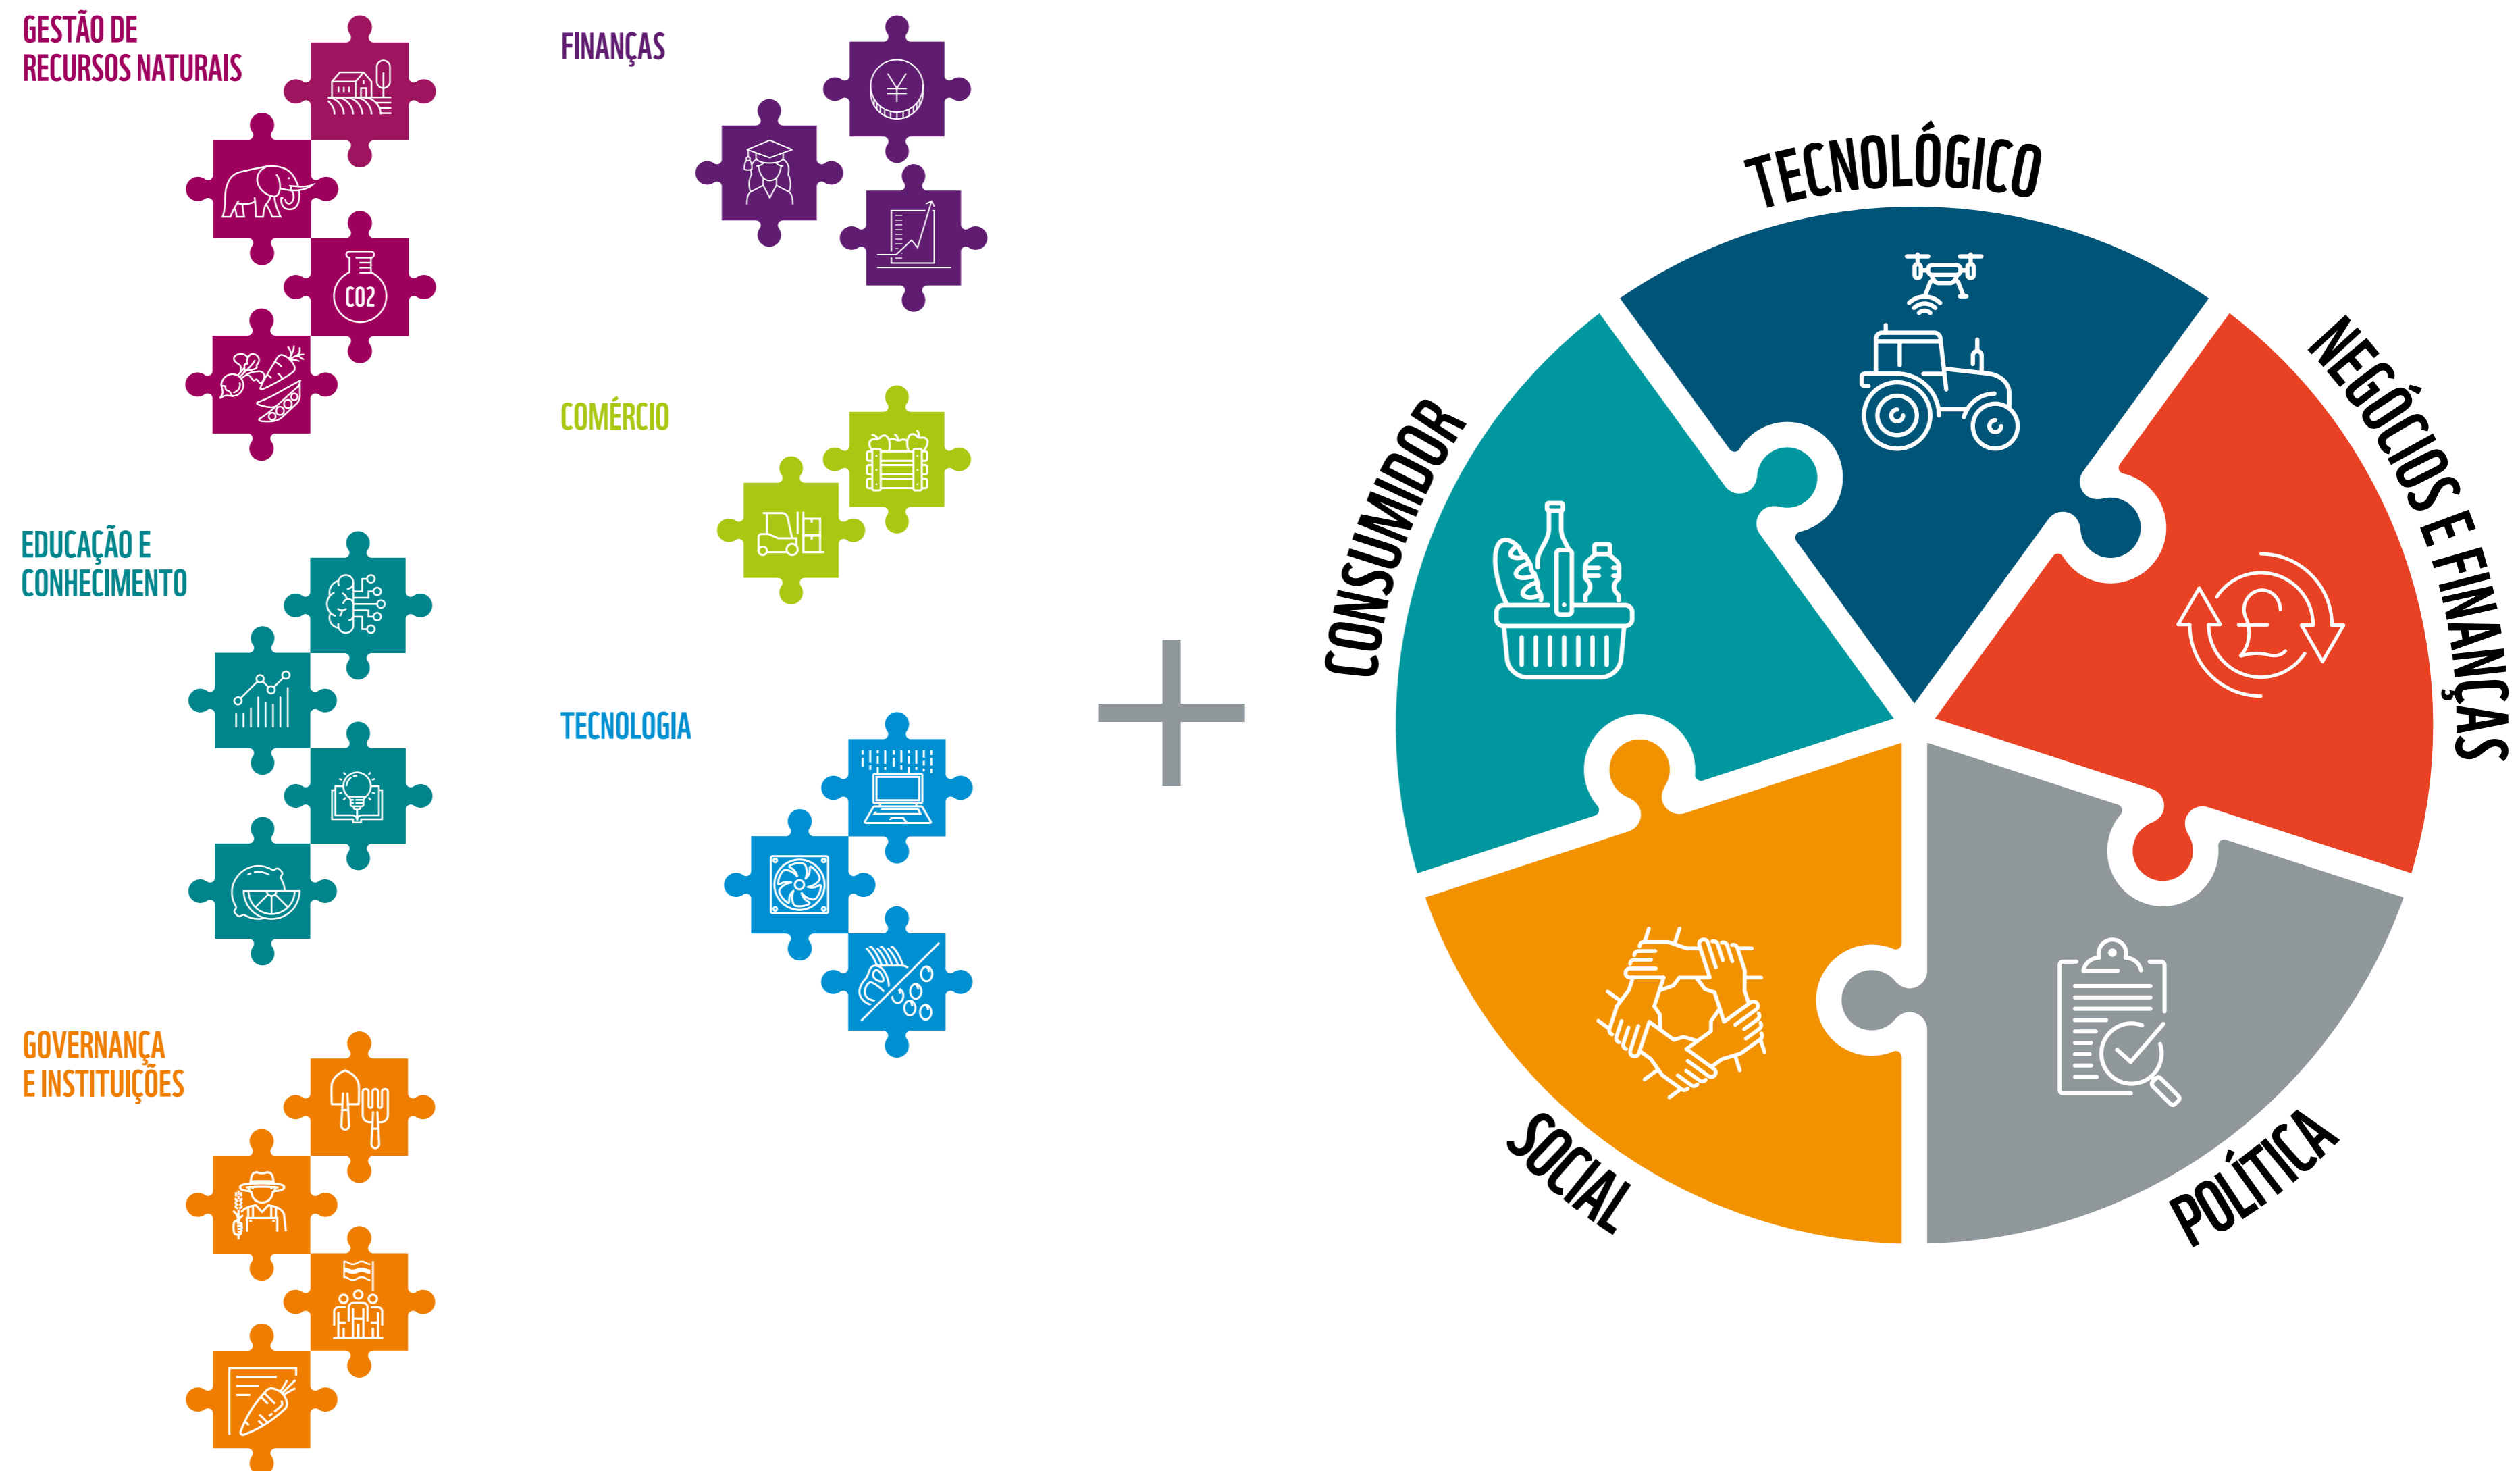 GESTÃO DE
RECURSOS NATURAIS
CO2
EDUCAÇÃO E
CONHECIMENTO
GOVERNANÇA
E INSTITUIÇÕES
FINANÇAS
¥
COMÉRCIO
TECNOLOGIA
TECNOLÓGICO
NEGÓCIOS E FINANÇAS
£
POLÍTICA
SOCIAL
CONSUMIDOR